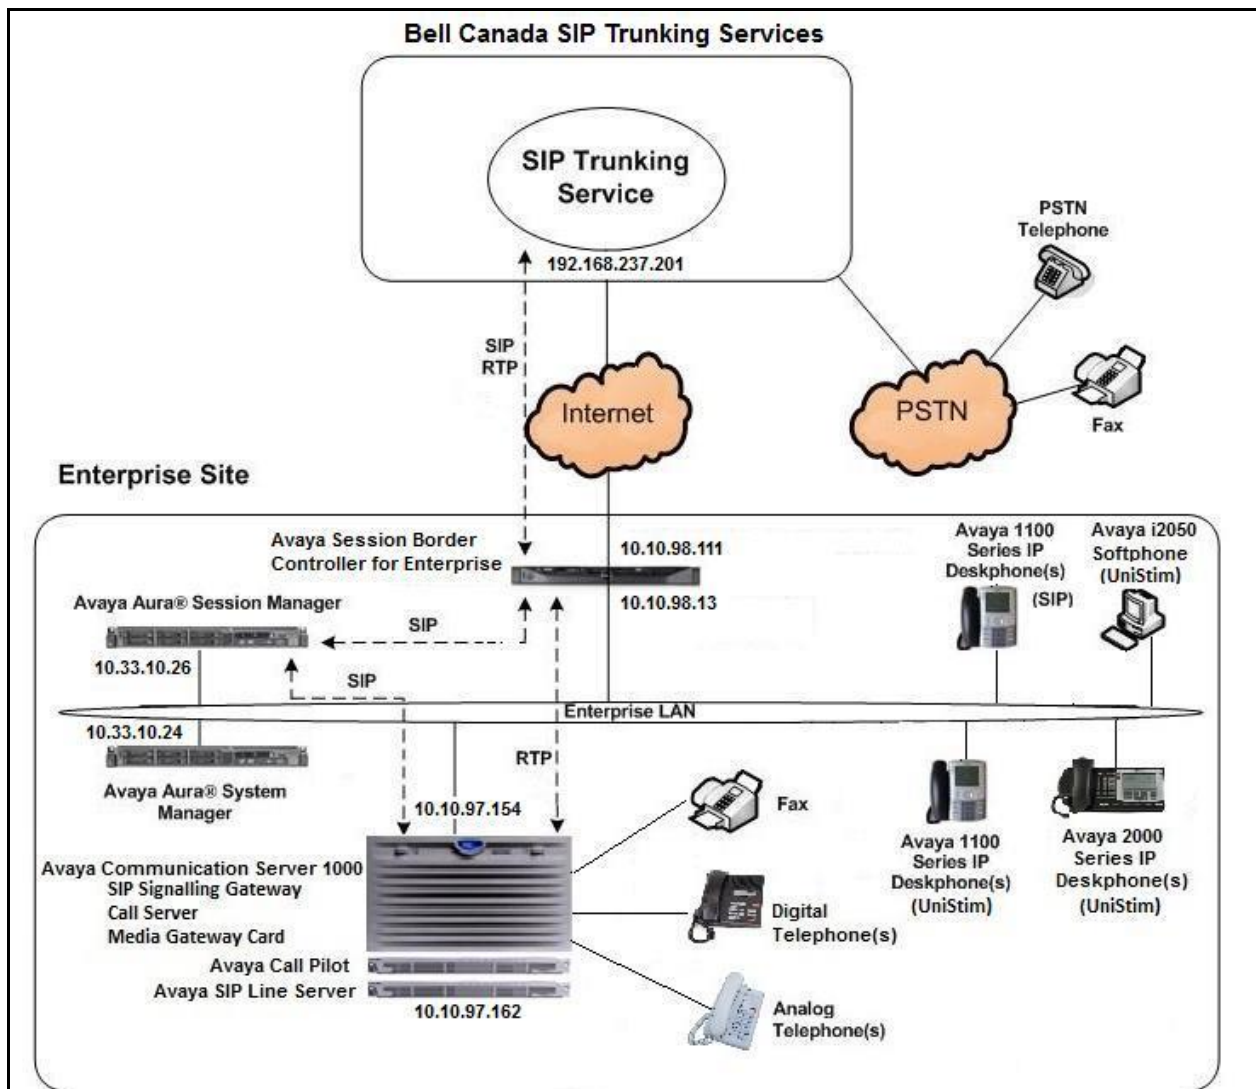 Bell Canada SIP Trunking Services
SIP Trunking
Service
192.168.237.201
PSTN
Telephone
SIP
RTP
Internet
PSTN
Fax
Enterprise Site
Avaya Session Border
Controller for Enterprise
10.10.98.111
10.10.98.13
Avaya 1100
Series IP
Deskphone(s)
(SIP)
Avaya i2050
Softphone
(UniStim)
Avaya Aura® Session Manager
SIP
10.33.10.26
SIP
Enterprise LAN
10.33.10.24
Avaya Aura® System
Manager
RTP
10.10.97.154
Fax
Avaya 1100
Series IP
Deskphone(s)
(UniStim)
Avaya 2000
Series IP
Deskphone(s)
(UniStim)
Avaya Communication Server 1000
SIP Signalling Gateway
Call Server
Media Gateway Card
Digital
Telephone(s)
Avaya Call Pilot
Avaya SIP Line Server
10.10.97.162
Analog
Telephone(s)